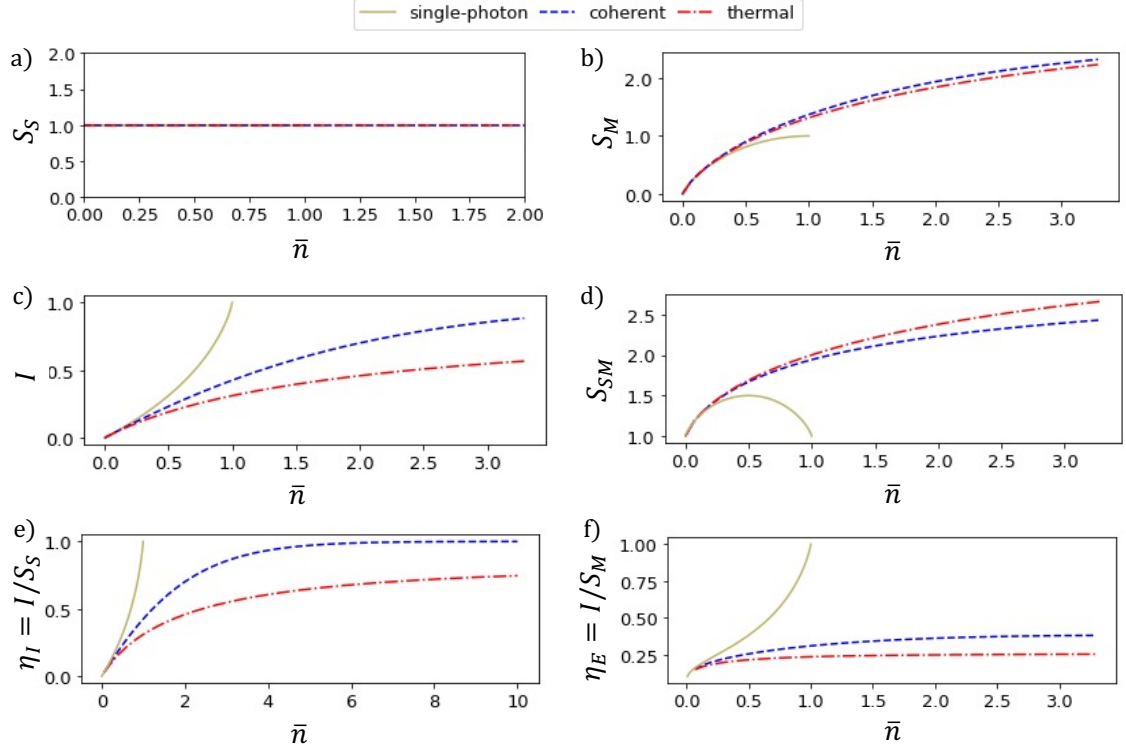 single-photon coherent thermal
a)
2.0
1.5
1.0
0.5
0.0
S_S
0.00 0.25 0.50 0.75 1.00 1.25 1.50 1.75 2.00
n̄
b)
2.0
1.0
0.0
S_M
0.0 0.5 1.0 1.5 2.0 2.5 3.0
n̄
c)
1.0
0.5
0.0
I
0.0 0.5 1.0 1.5 2.0 2.5 3.0
n̄
d)
2.5
2.0
1.5
1.0
S_SM
0.0 0.5 1.0 1.5 2.0 2.5 3.0
n̄
e)
1.0
0.5
0.0
η_I = I/S_S
0 2 4 6 8 10
n̄
f)
1.00
0.75
0.50
0.25
η_E = I/S_M
0.0 0.5 1.0 1.5 2.0 2.5 3.0
n̄